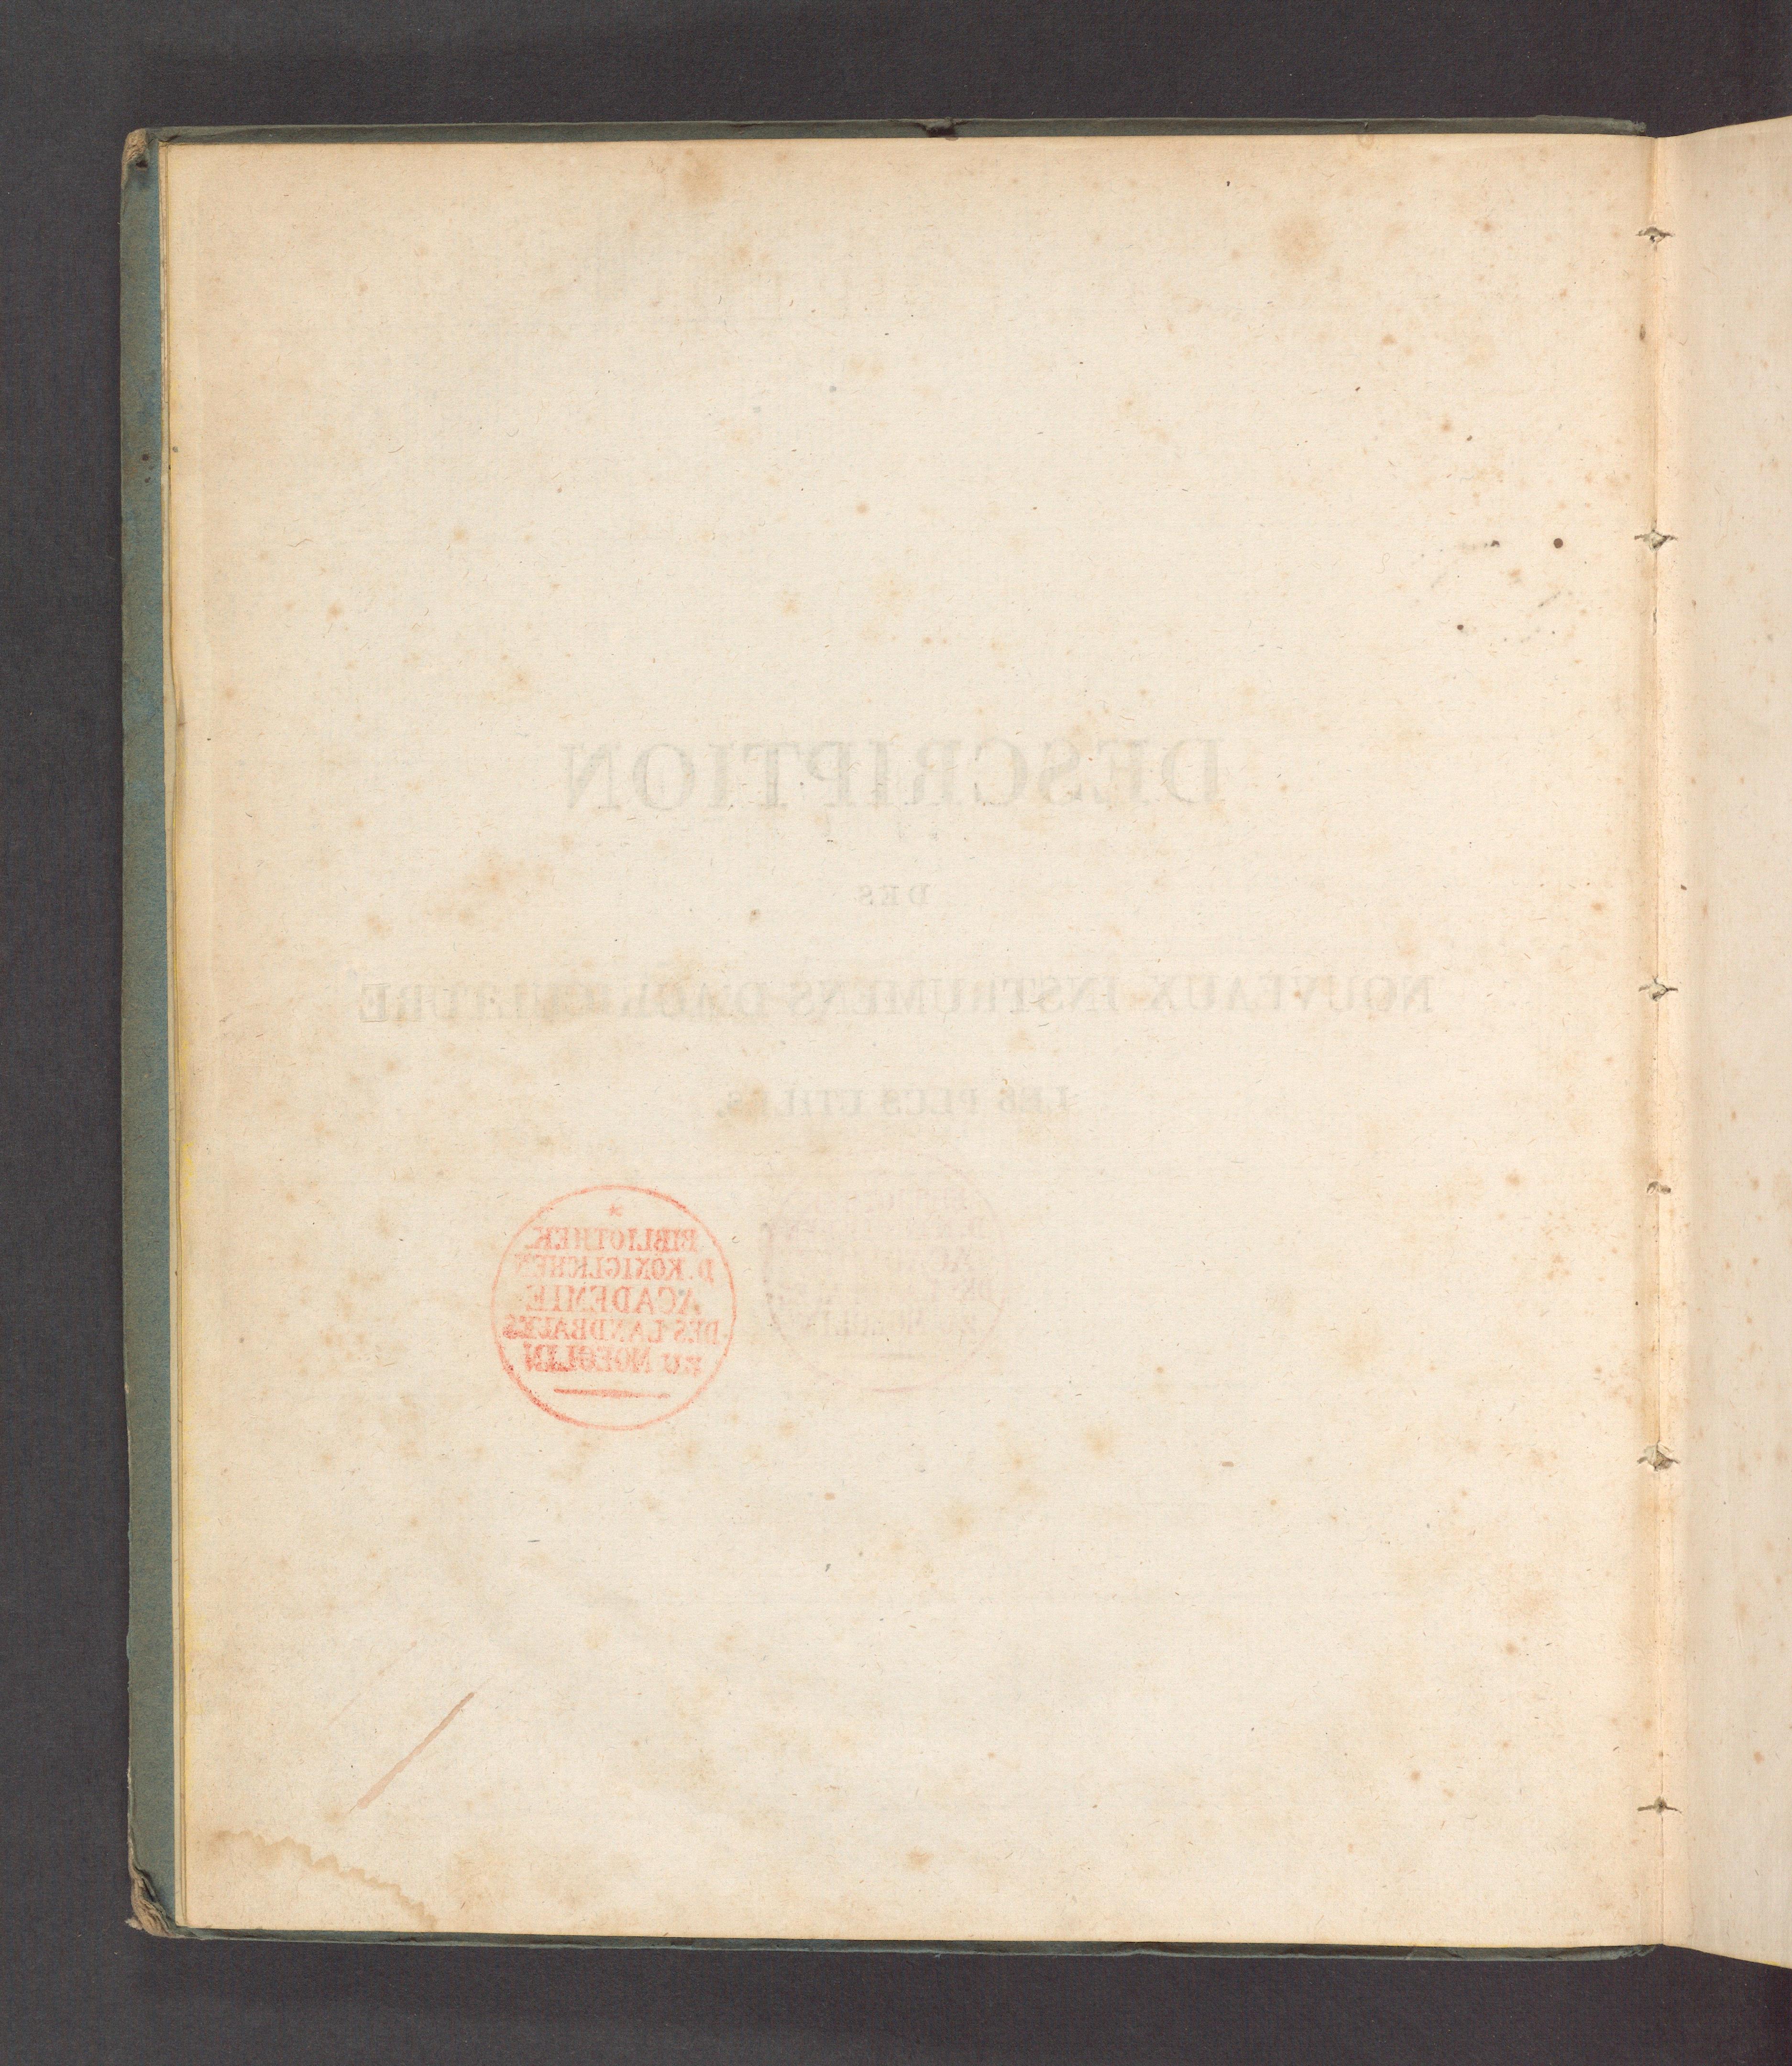 DESCRIPTION
DES
NOUVEAUX INSTRUMENS D'AGRICULTURE
LES PLUS UTILES.
*
BIBLIOTHEK
D. KÖNIGLICHEN
ACADEMIE
DES LANDBAUES
ZU MOEGLIN